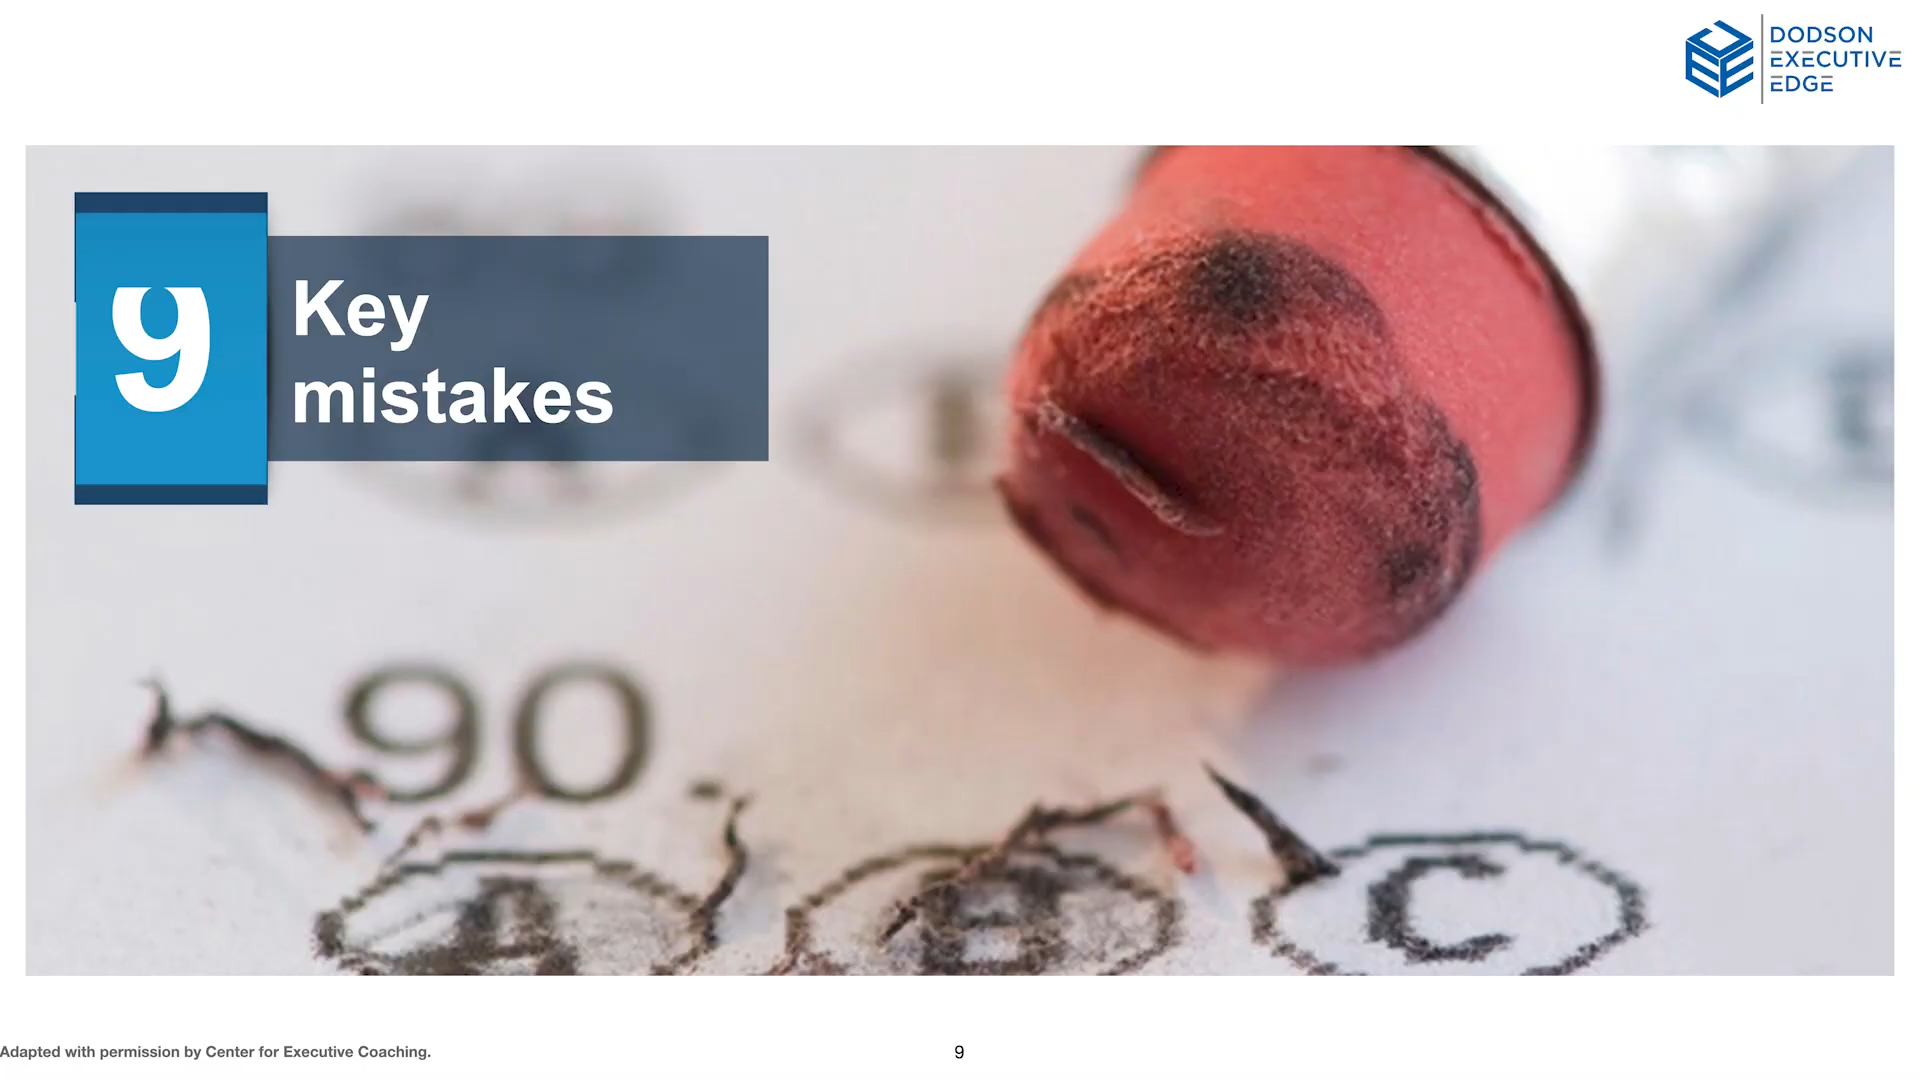 DODSON
EXECUTIVE
EDGE
9
Key
mistakes
90.
A B C
Adapted with permission by Center for Executive Coaching.
9